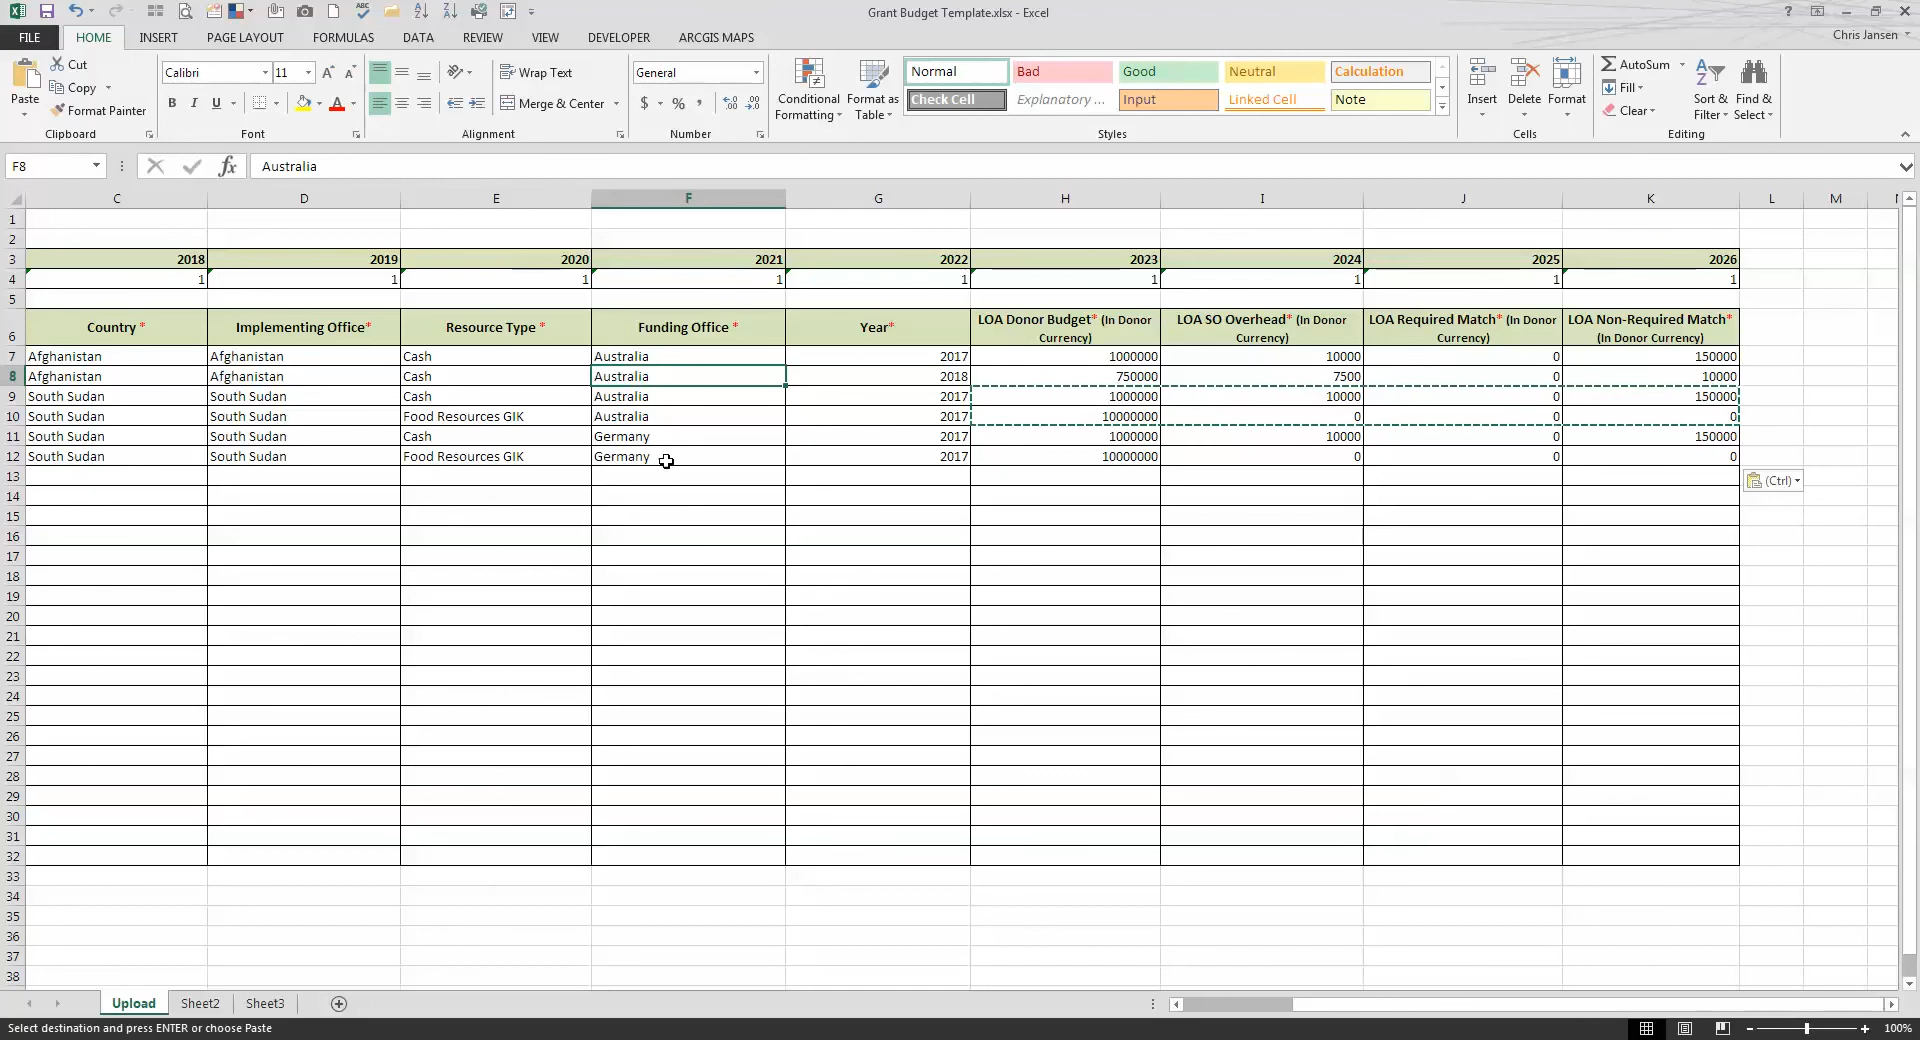 Grant Budget Template.xlsx - Excel
FILE HOME INSERT PAGE LAYOUT FORMULAS DATA REVIEW VIEW DEVELOPER ARCGIS MAPS Chris Jansen
Paste Cut Copy Format Painter Clipboard
Calibri 11 B I U Font
Wrap Text Merge & Center Alignment
General $ % Number
Conditional Formatting Format as Table
Normal Bad Good Neutral Calculation
Check Cell Explanatory ... Input Linked Cell Note
Styles
Insert Delete Format Cells
AutoSum Fill Clear Sort & Filter Find & Select Editing
F8 fx Australia
C D E F G H I J K L M
1
2
3 2018 2019 2020 2021 2022 2023 2024 2025 2026
4 1 1 1 1 1 1 1 1 1
5
6 Country * Implementing Office* Resource Type * Funding Office * Year* LOA Donor Budget* (In Donor Currency) LOA SO Overhead* (In Donor Currency) LOA Required Match* (In Donor Currency) LOA Non-Required Match* (In Donor Currency)
7 Afghanistan Afghanistan Cash Australia 2017 1000000 10000 0 150000
8 Afghanistan Afghanistan Cash Australia 2018 750000 7500 0 10000
9 South Sudan South Sudan Cash Australia 2017 1000000 10000 0 150000
10 South Sudan South Sudan Food Resources GIK Australia 2017 10000000 0 0 0
11 South Sudan South Sudan Cash Germany 2017 1000000 10000 0 150000
12 South Sudan South Sudan Food Resources GIK Germany 2017 10000000 0 0 0
13 (Ctrl)
14
15
16
17
18
19
20
21
22
23
24
25
26
27
28
29
30
31
32
33
34
35
36
37
38
Upload Sheet2 Sheet3
Select destination and press ENTER or choose Paste 100%